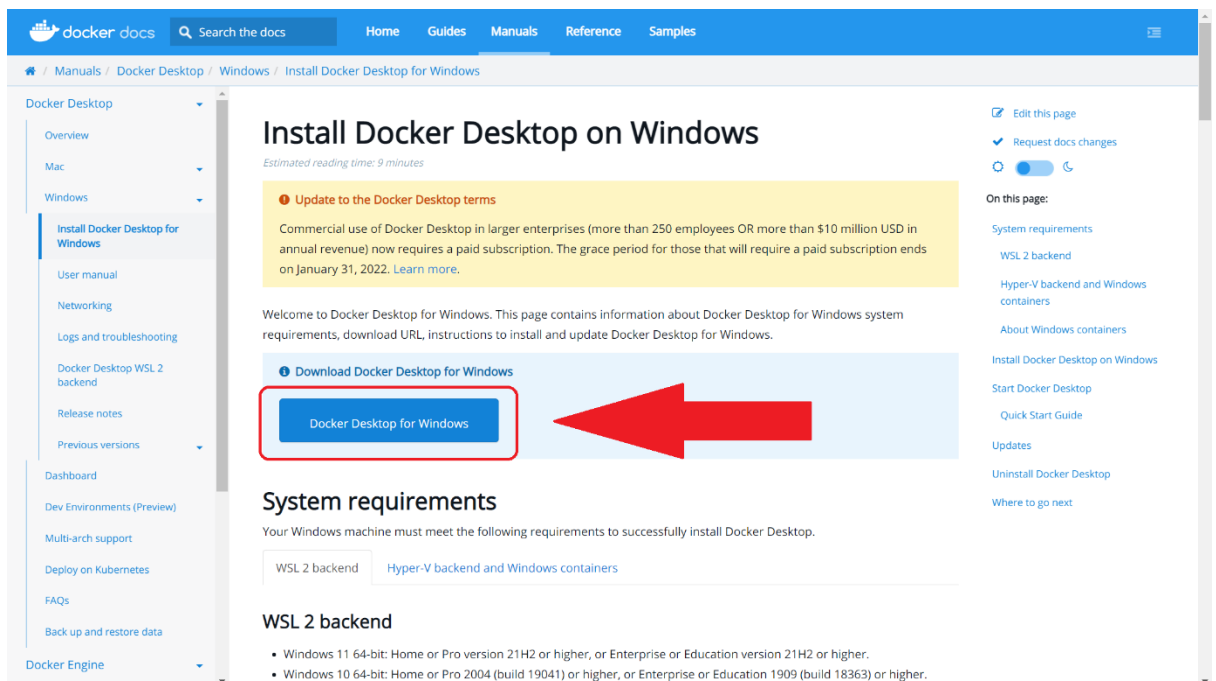 docker docs
Search the docs
Home
Guides
Manuals
Reference
Samples
/ Manuals / Docker Desktop / Windows / Install Docker Desktop for Windows
Docker Desktop
Overview
Mac
Windows
Install Docker Desktop for
Windows
User manual
Networking
Logs and troubleshooting
Docker Desktop WSL 2
backend
Release notes
Previous versions
Dashboard
Dev Environments (Preview)
Multi-arch support
Deploy on Kubernetes
FAQs
Back up and restore data
Docker Engine
Install Docker Desktop on Windows
Estimated reading time: 9 minutes
Update to the Docker Desktop terms
Commercial use of Docker Desktop in larger enterprises (more than 250 employees OR more than $10 million USD in
annual revenue) now requires a paid subscription. The grace period for those that will require a paid subscription ends
on January 31, 2022. Learn more.
Welcome to Docker Desktop for Windows. This page contains information about Docker Desktop for Windows system
requirements, download URL, instructions to install and update Docker Desktop for Windows.
Download Docker Desktop for Windows
Docker Desktop for Windows
System requirements
Your Windows machine must meet the following requirements to successfully install Docker Desktop.
WSL 2 backend
Hyper-V backend and Windows containers
WSL 2 backend
• Windows 11 64-bit: Home or Pro version 21H2 or higher, or Enterprise or Education version 21H2 or higher.
• Windows 10 64-bit: Home or Pro 2004 (build 19041) or higher, or Enterprise or Education 1909 (build 18363) or higher.
Edit this page
Request docs changes
On this page:
System requirements
WSL 2 backend
Hyper-V backend and Windows
containers
About Windows containers
Install Docker Desktop on Windows
Start Docker Desktop
Quick Start Guide
Updates
Uninstall Docker Desktop
Where to go next